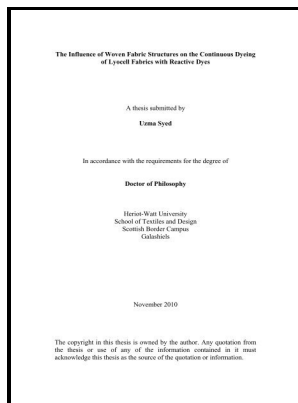 The Influence of Woven Fabric Structures on the Continuous Dyeing
of Lyocell Fabrics with Reactive Dyes
A thesis submitted by
Uzma Syed
In accordance with the requirements for the degree of
Doctor of Philosophy
Heriot-Watt University
School of Textiles and Design
Scottish Border Campus
Galashiels
November 2010
The copyright in this thesis is owned by the author. Any quotation from
the thesis or use of any of the information contained in it must
acknowledge this thesis as the source of the quotation or information.